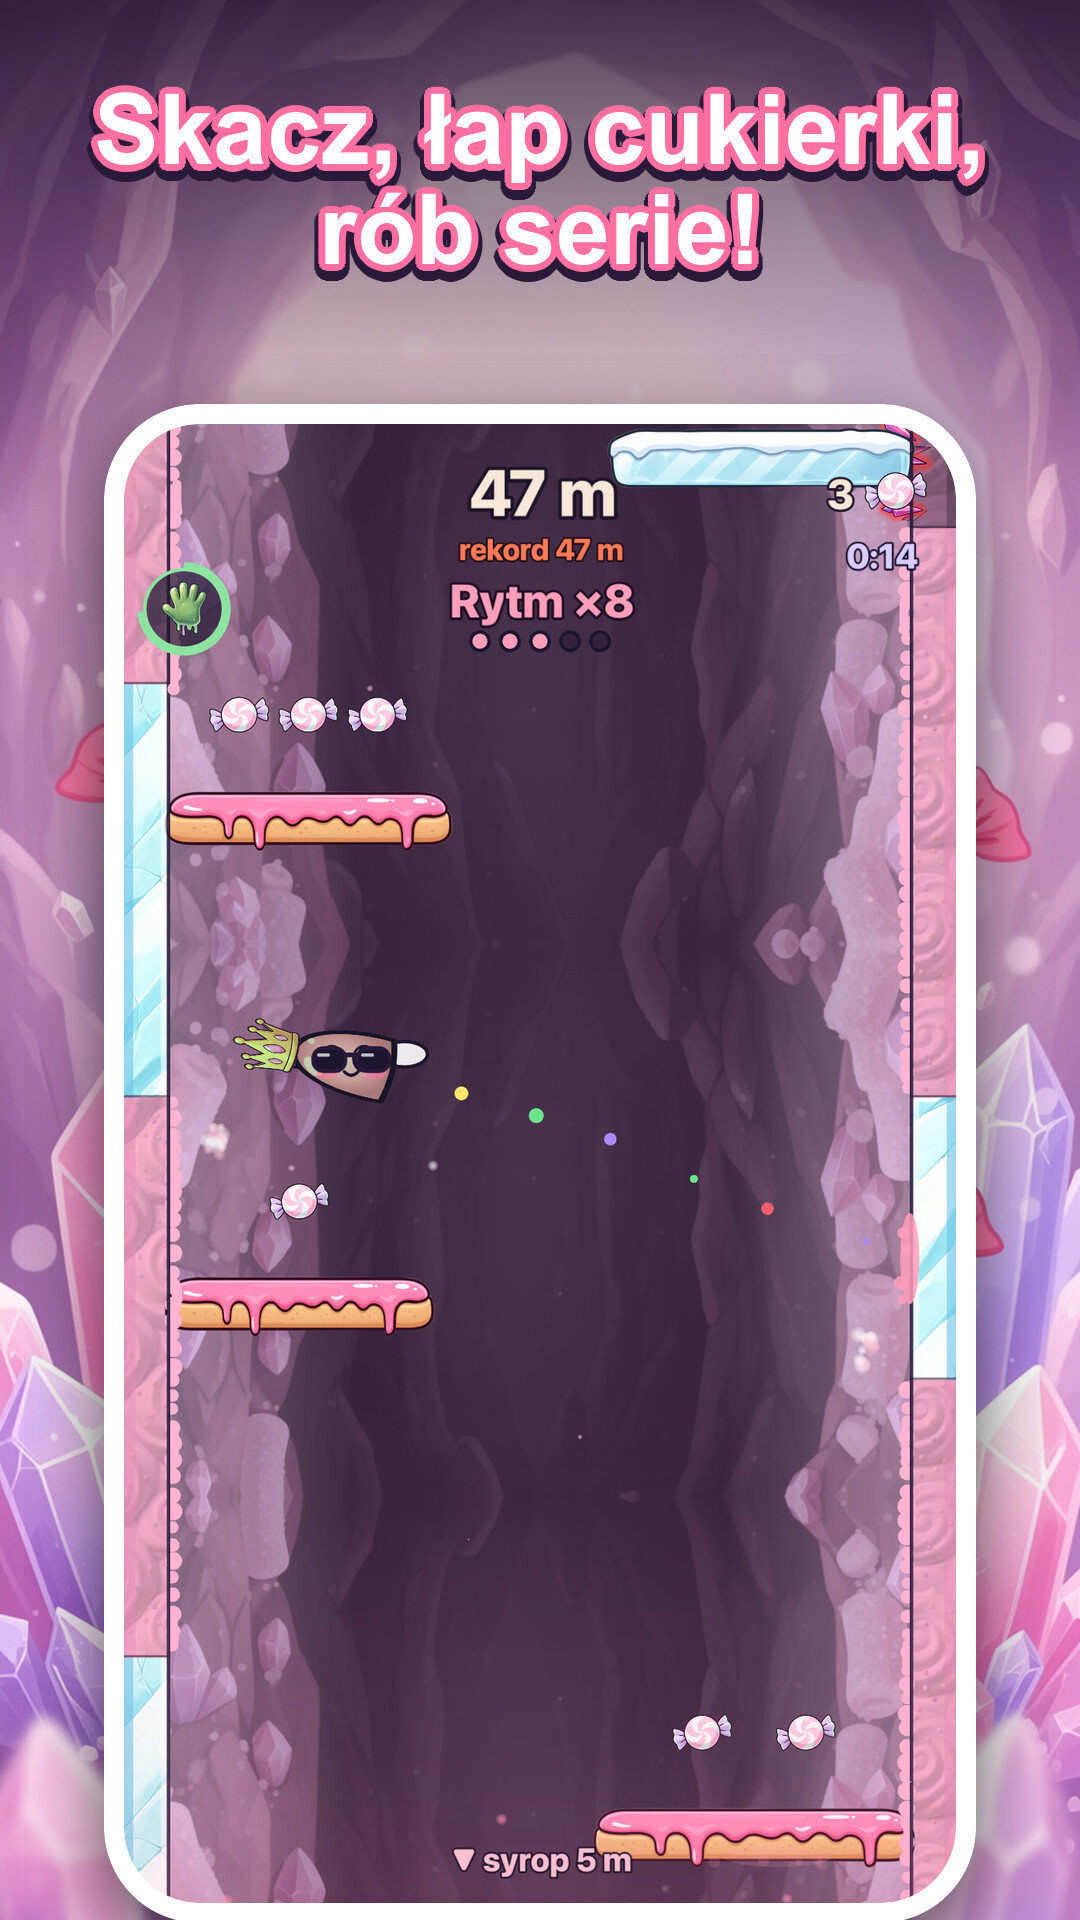 Skacz, łap cukierki,
rób serie!
47 m
3
rekord 47 m
0:14
Rytm ×8
▼ syrop 5 m